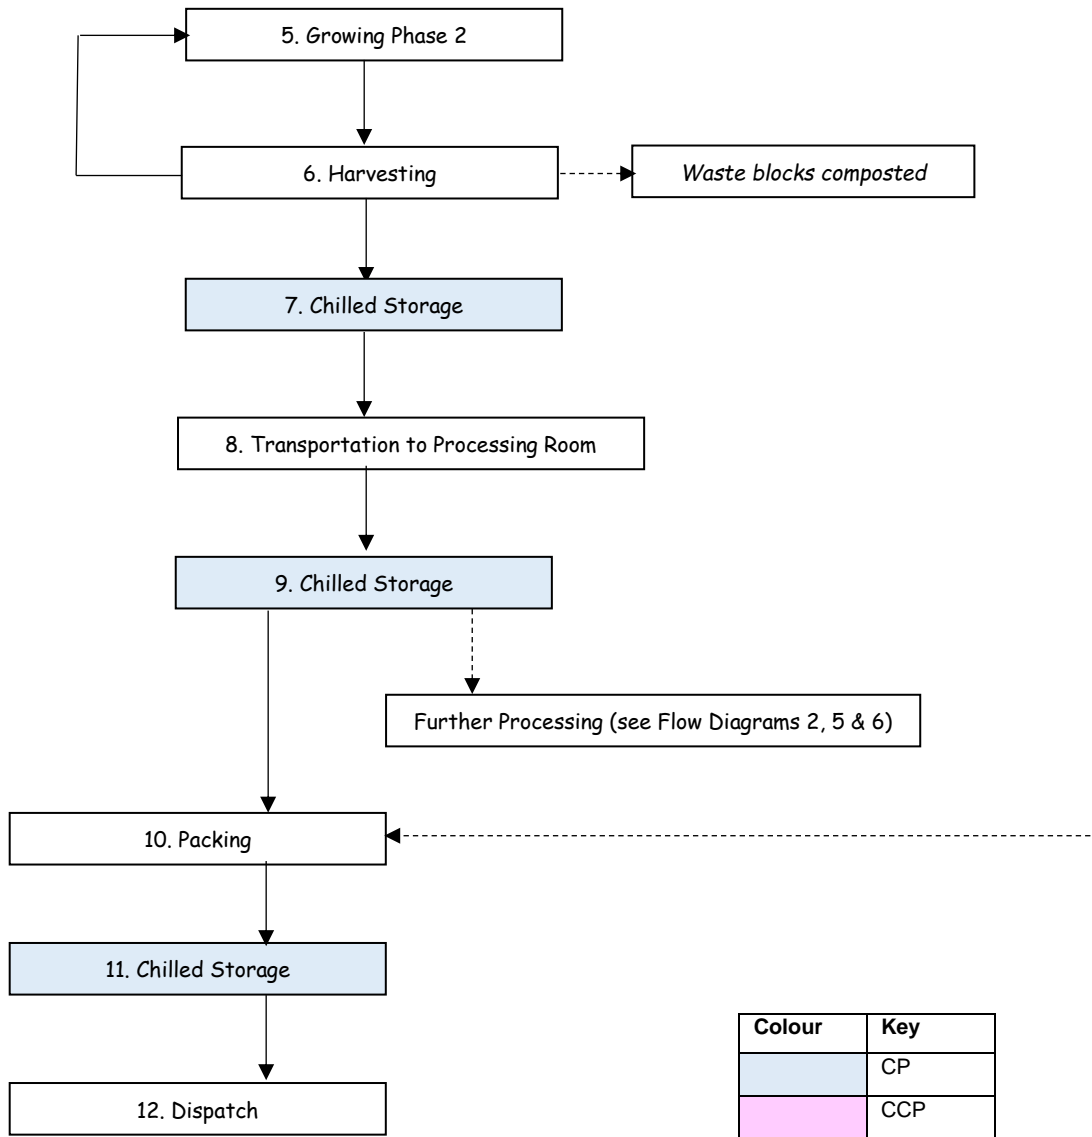 5. Growing Phase 2
6. Harvesting
Waste blocks composted
7. Chilled Storage
8. Transportation to Processing Room
9. Chilled Storage
Further Processing (see Flow Diagrams 2, 5 & 6)
10. Packing
11. Chilled Storage
12. Dispatch
Colour Key
CP
CCP